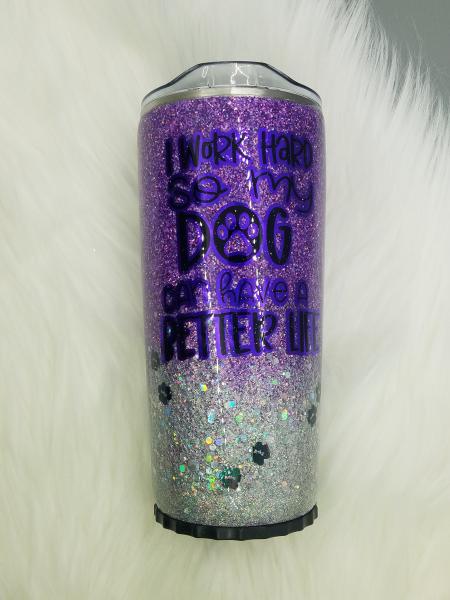 I WORK HARD
SO MY
DOG
CAN HAVE A
BETTER LIFE